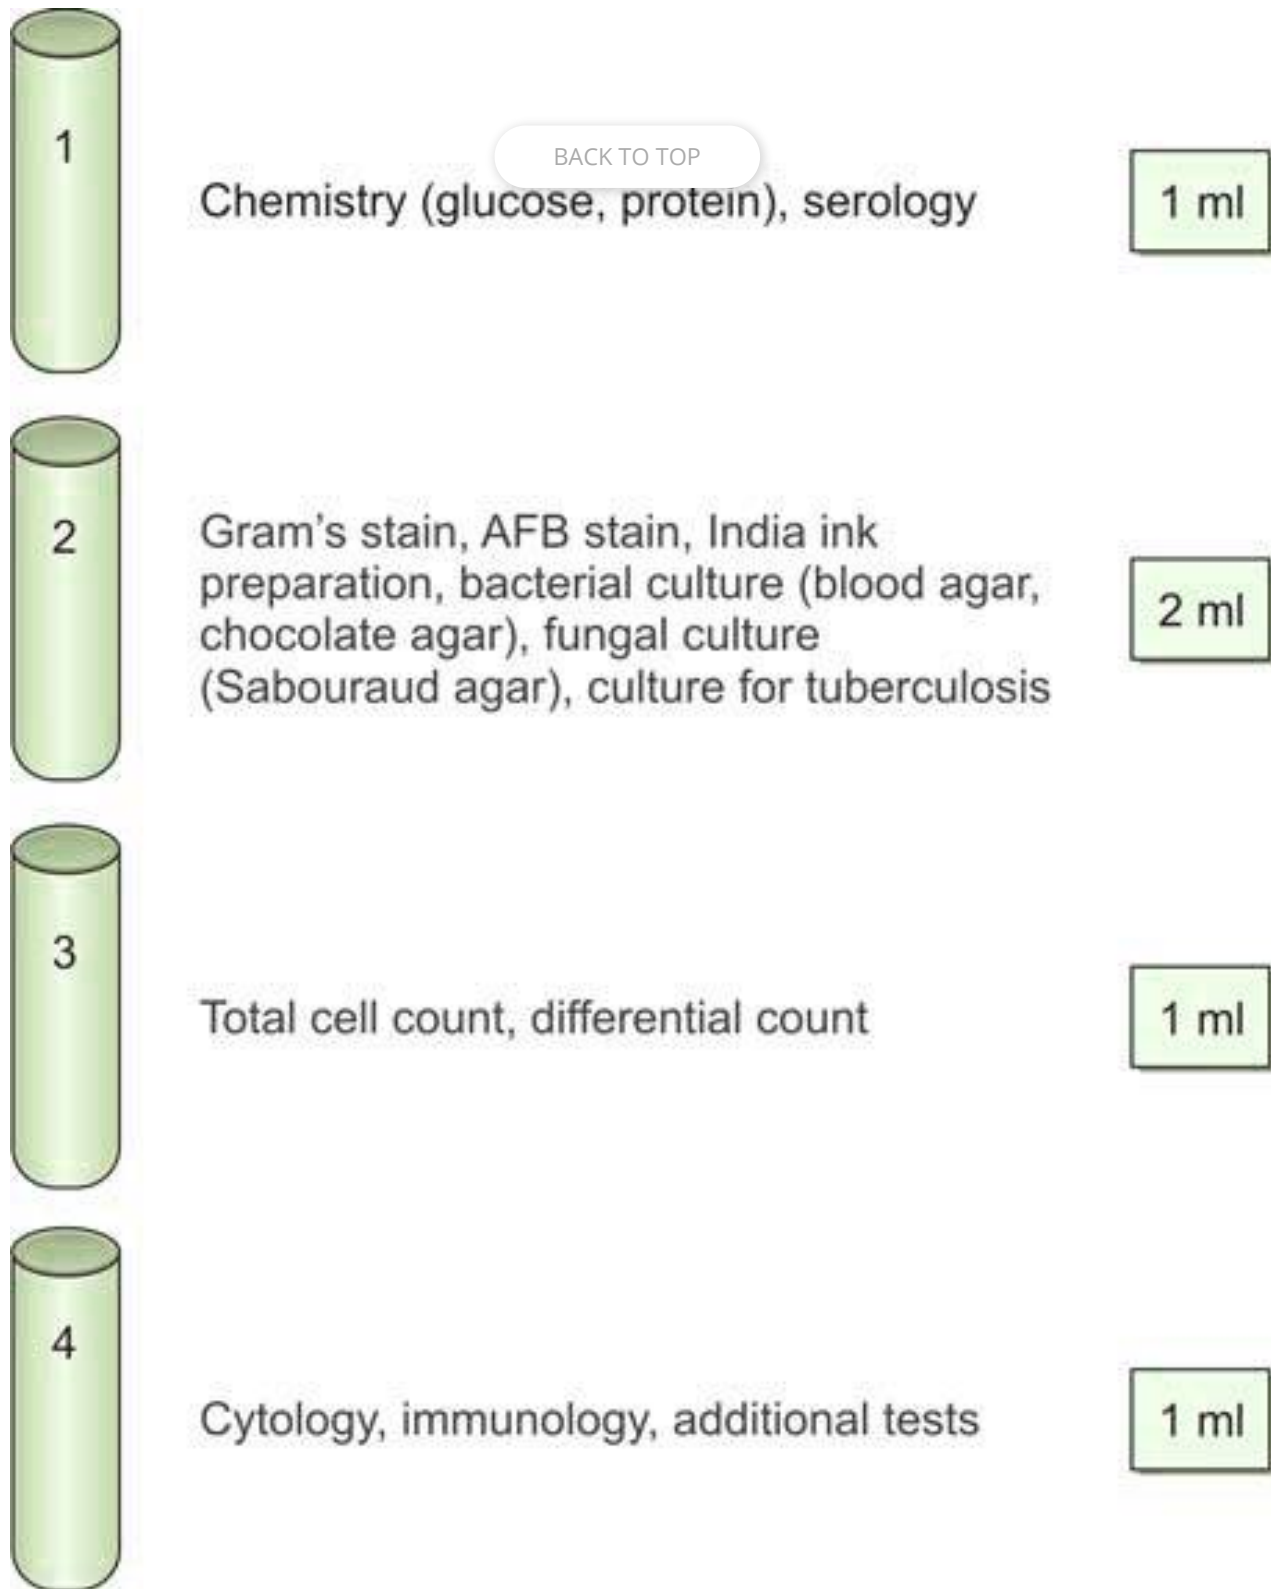 1
BACK TO TOP
Chemistry (glucose, protein), serology
1 ml
2
Gram's stain, AFB stain, India ink
preparation, bacterial culture (blood agar,
chocolate agar), fungal culture
(Sabouraud agar), culture for tuberculosis
2 ml
3
Total cell count, differential count
1 ml
4
Cytology, immunology, additional tests
1 ml